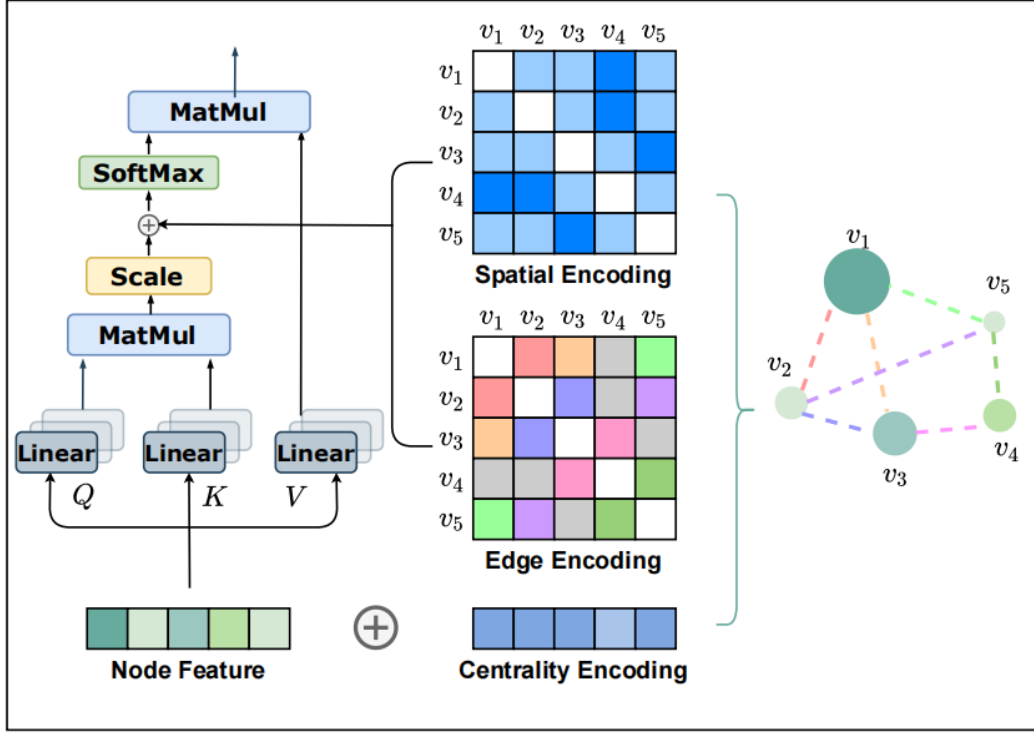 MatMul
SoftMax
+
Scale
MatMul
Linear Linear Linear
Q K V
Node Feature
+
v₁ v₂ v₃ v₄ v₅
v₁
v₂
v₃
v₄
v₅
Spatial Encoding
v₁ v₂ v₃ v₄ v₅
v₁
v₂
v₃
v₄
v₅
Edge Encoding
Centrality Encoding
v₁
v₅
v₂
v₄
v₃